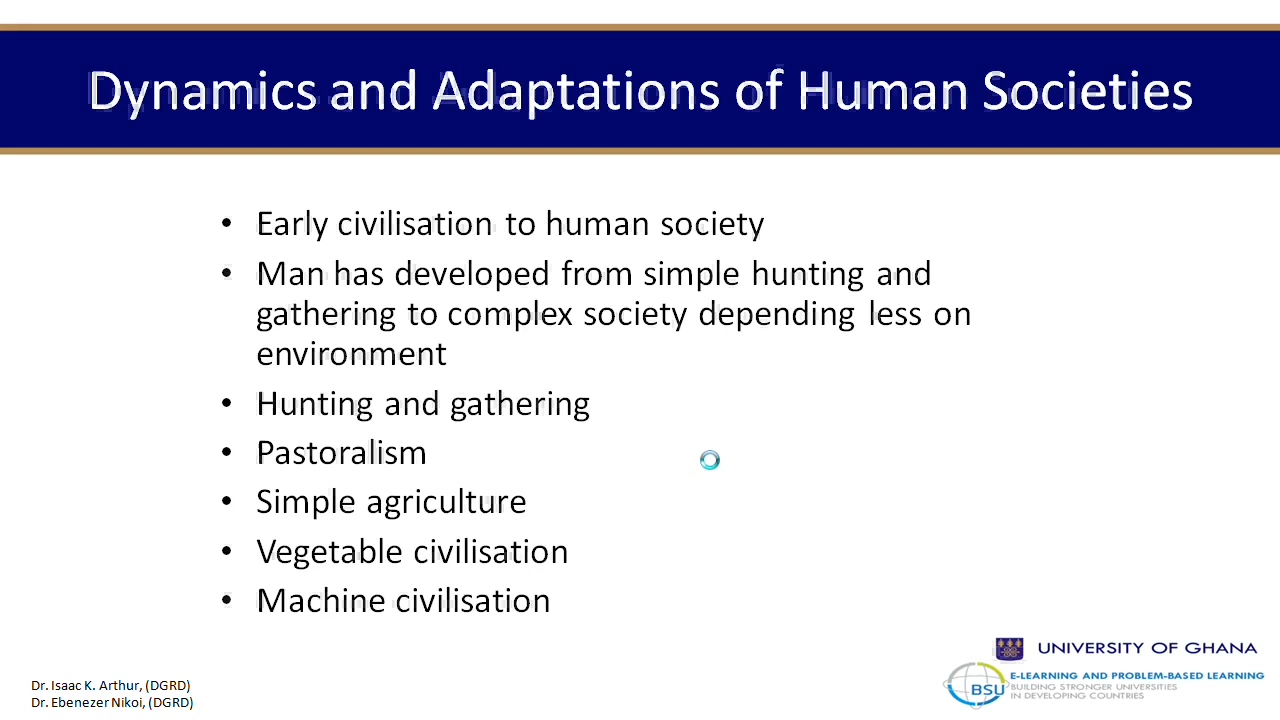 Dynamics and Adaptations of Human Societies
• Early civilisation to human society
• Man has developed from simple hunting and
gathering to complex society depending less on
environment
• Hunting and gathering
• Pastoralism
• Simple agriculture
• Vegetable civilisation
• Machine civilisation
Dr. Isaac K. Arthur, (DGRD)
Dr. Ebenezer Nikoi, (DGRD)
UNIVERSITY OF GHANA
BSU
E-LEARNING AND PROBLEM-BASED LEARNING
BUILDING STRONGER UNIVERSITIES
IN DEVELOPING COUNTRIES